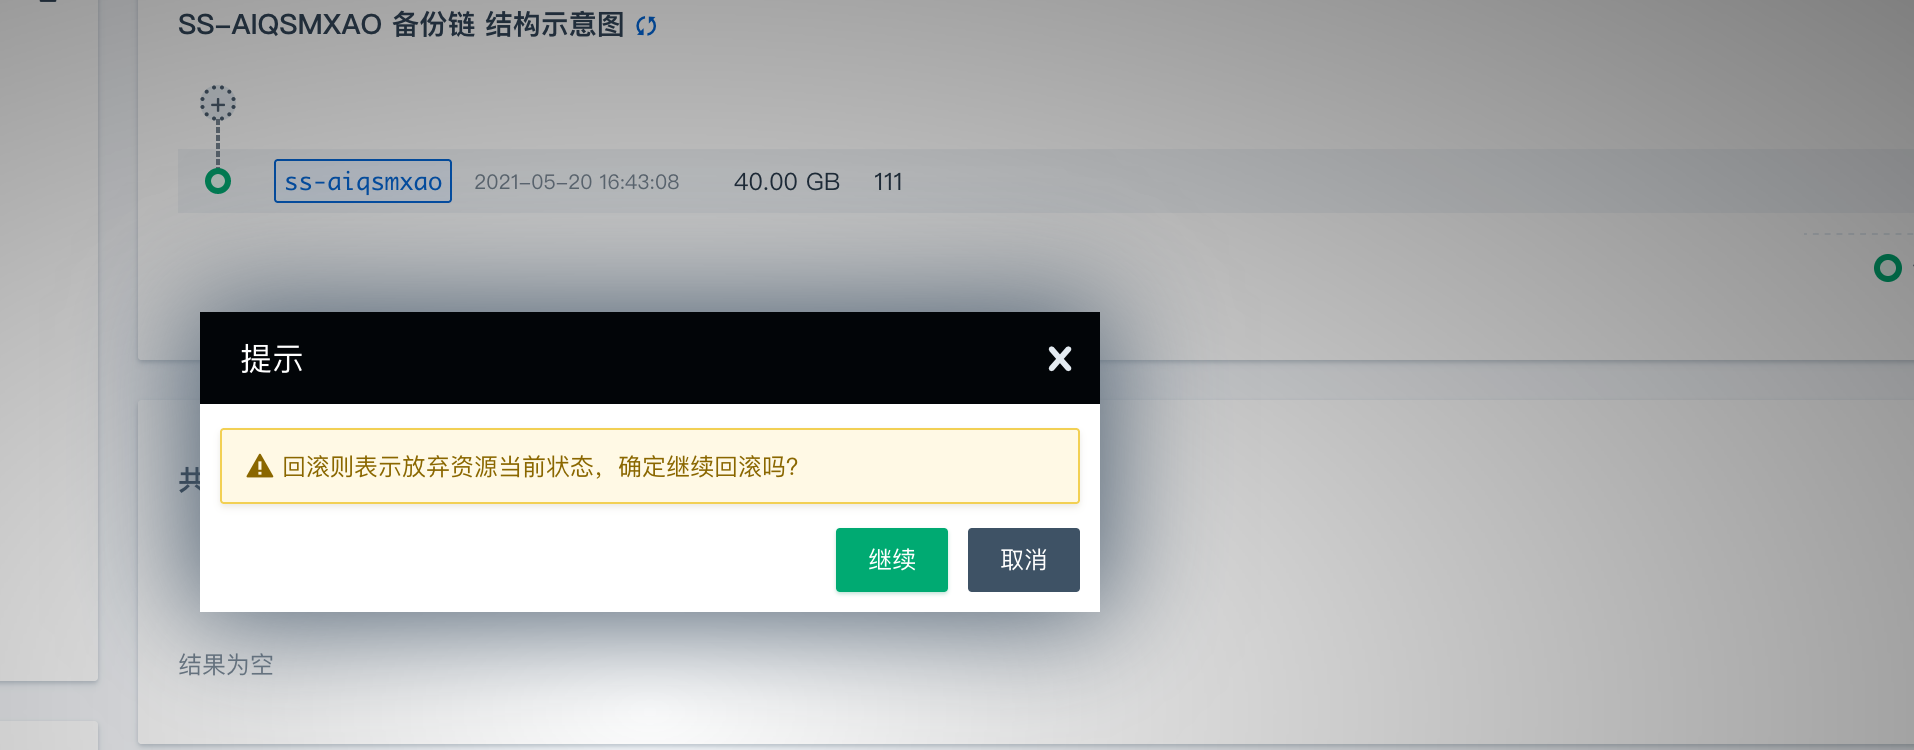 SS-AIQSMXAO 备份链 结构示意图
ss-aiqsmxao 2021-05-20 16:43:08 40.00 GB 111
提示
回滚则表示放弃资源当前状态，确定继续回滚吗?
共
继续 取消
结果为空